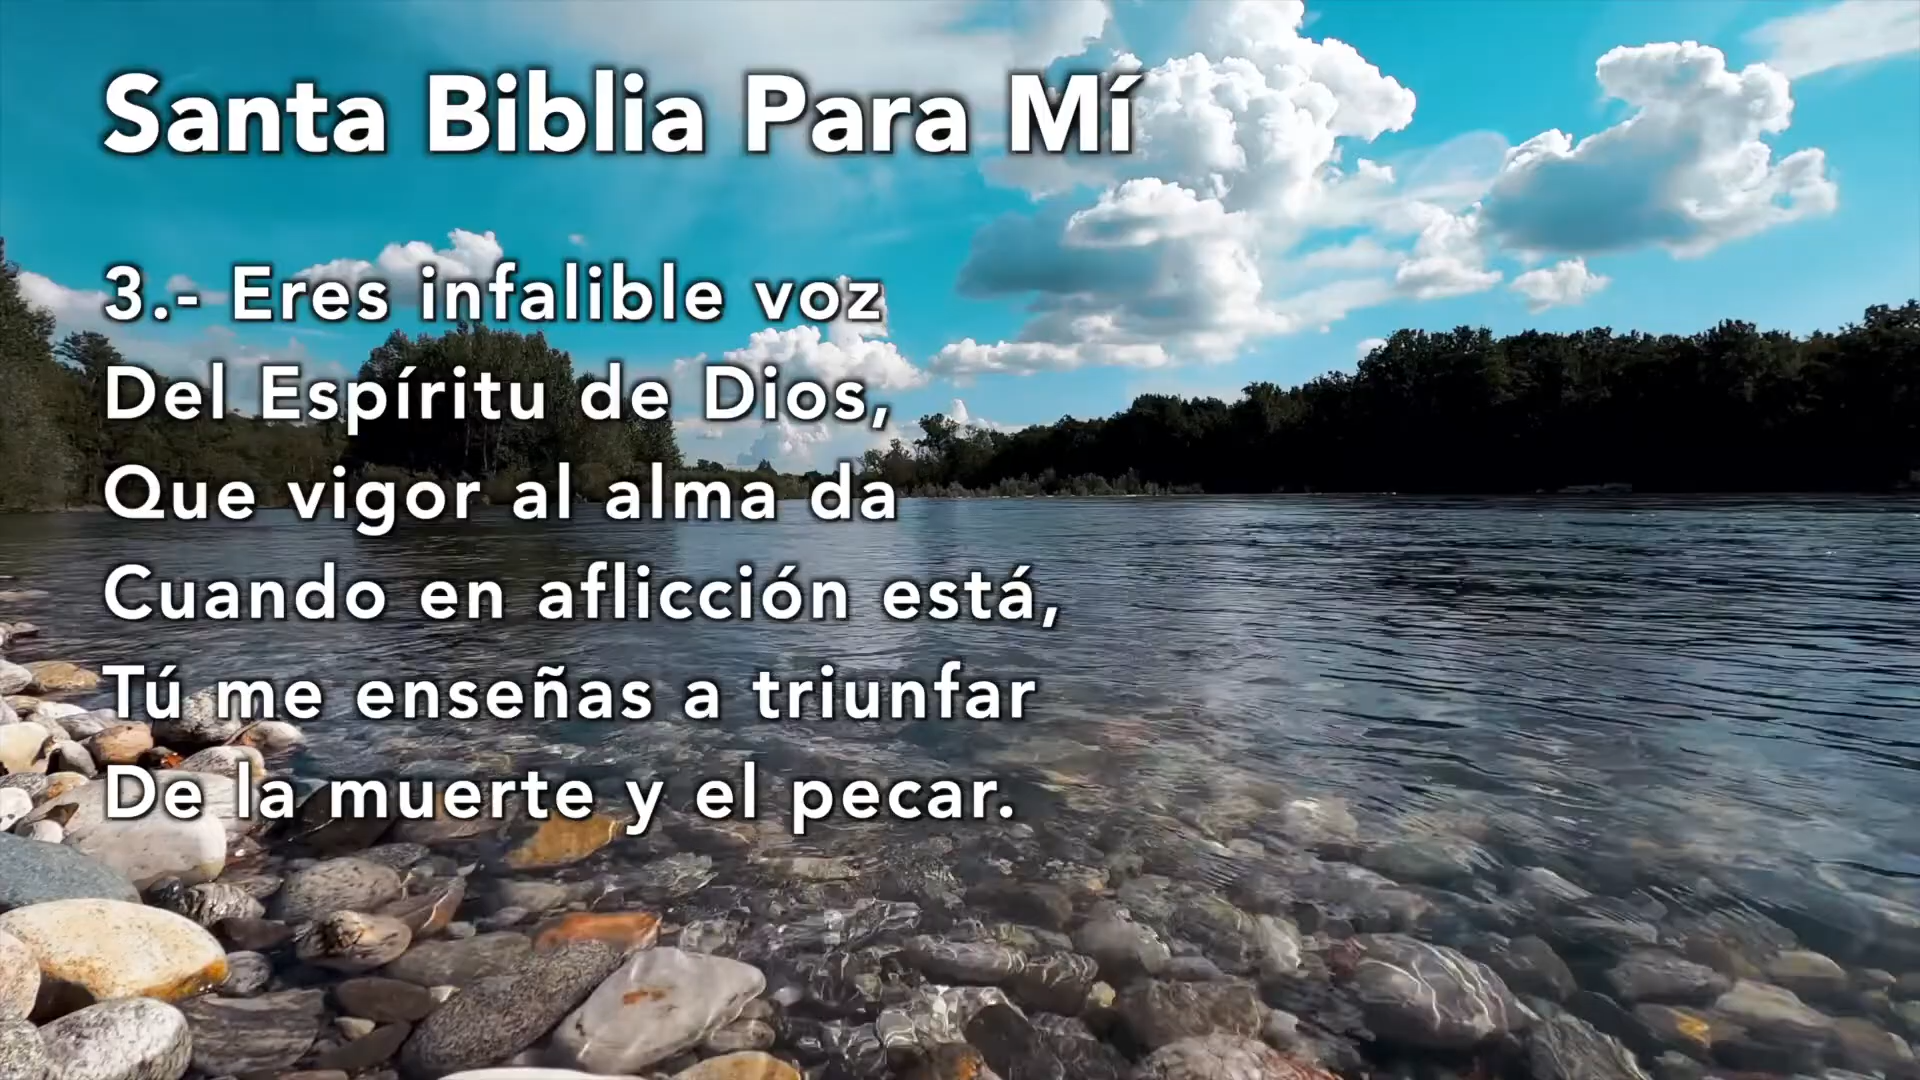 Santa Biblia Para Mí
3.- Eres infalible voz
Del Espíritu de Dios,
Que vigor al alma da
Cuando en aflicción está,
Tú me enseñas a triunfar
De la muerte y el pecar.